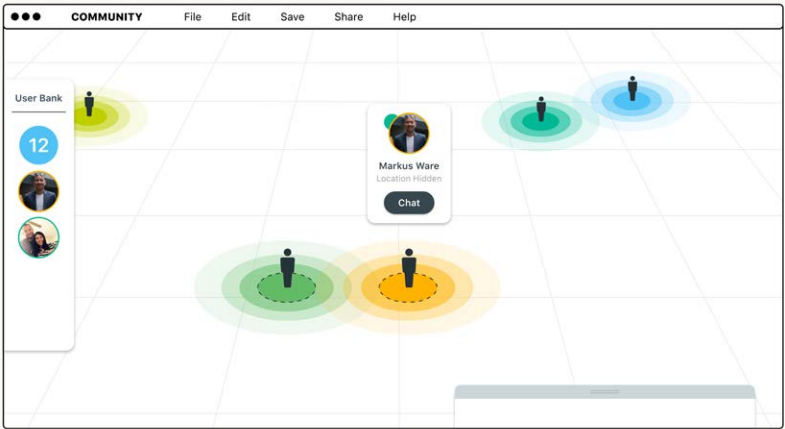 COMMUNITY File Edit Save Share Help
User Bank
12
Markus Ware
Location Hidden
Chat